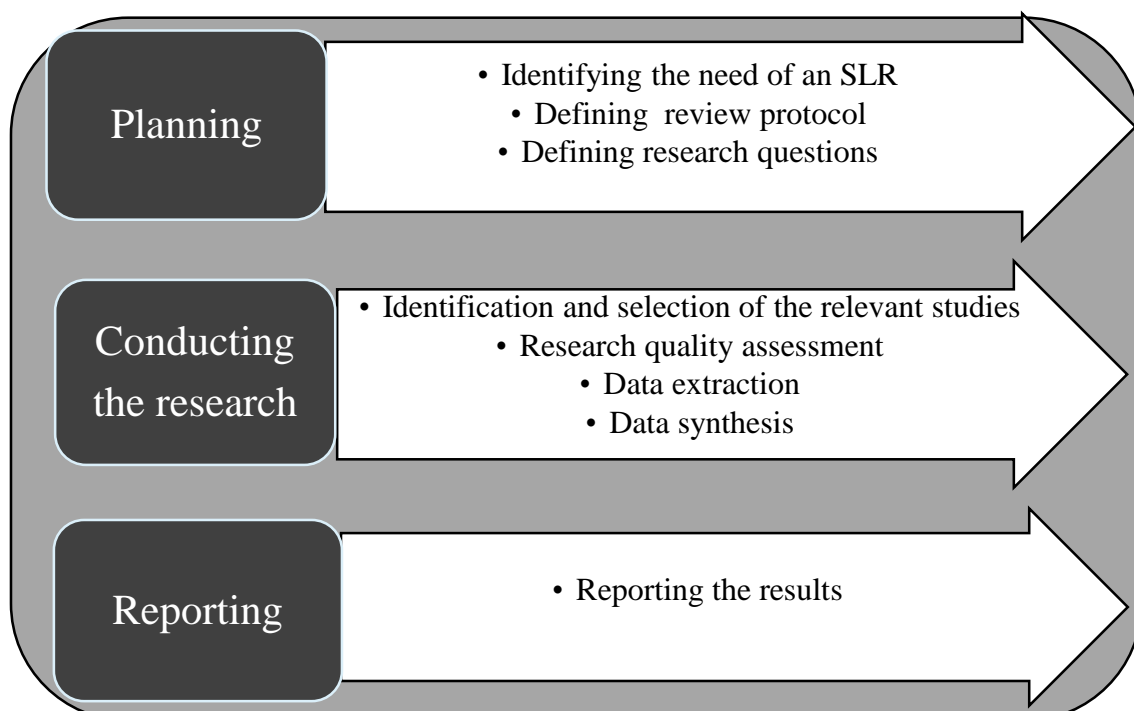 Planning
• Identifying the need of an SLR
• Defining review protocol
• Defining research questions
Conducting
the research
• Identification and selection of the relevant studies
• Research quality assessment
• Data extraction
• Data synthesis
Reporting
• Reporting the results